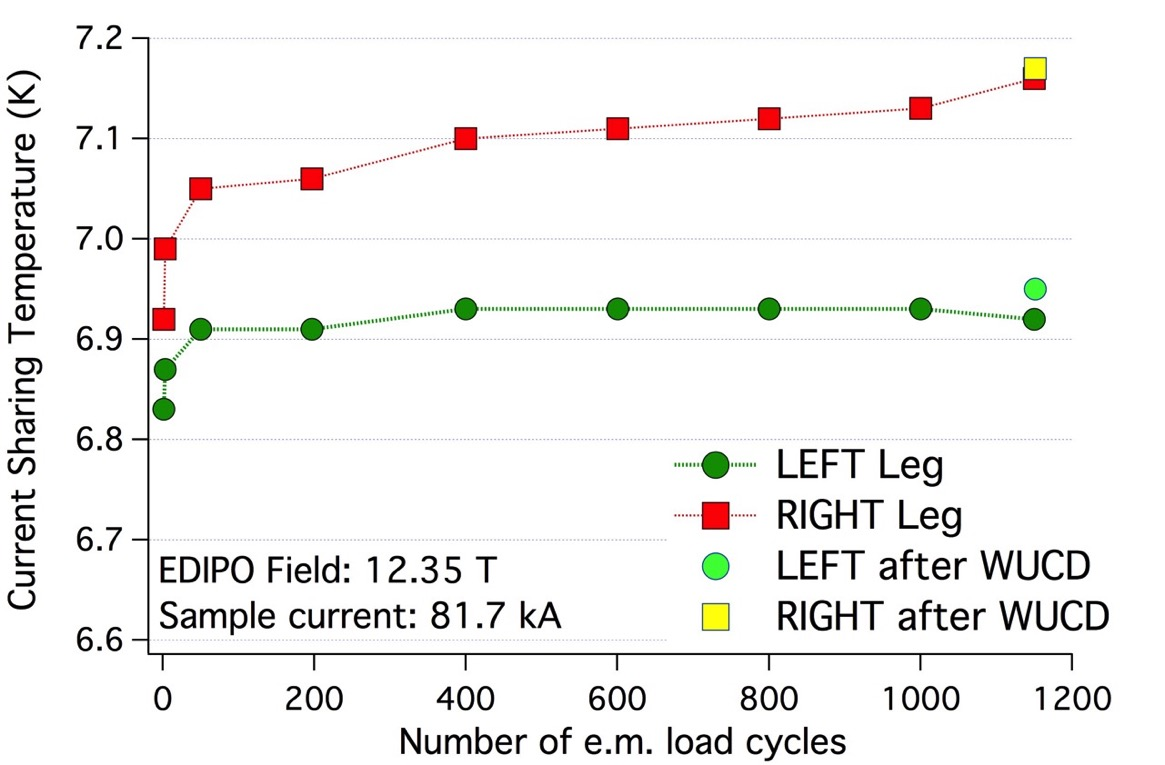 Current Sharing Temperature (K)
7.2
7.1
7.0
6.9
6.8
6.7
6.6
LEFT Leg
RIGHT Leg
LEFT after WUCD
RIGHT after WUCD
EDIPO Field: 12.35 T
Sample current: 81.7 kA
0 200 400 600 800 1000 1200
Number of e.m. load cycles